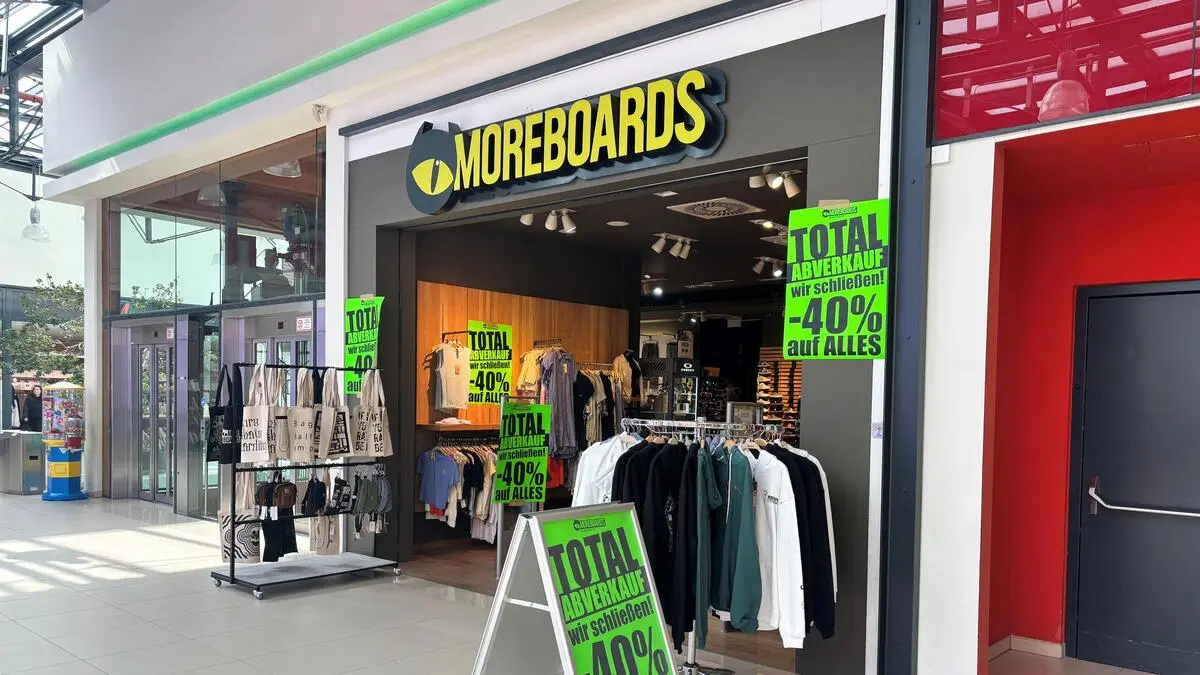 MOREBOARDS
MOREBOARDS
TOTAL
ABVERKAUF
wir schließen!
-40%
auf ALLES
TOTAL
ABVERKAUF
wir schließen!
-40%
auf ALLES
TOTAL
ABVERKAUF
wir schließen!
-40%
auf ALLES
TOTAL
ABVERKAUF
wir schließen!
-40%
auf ALLES
MOREBOARDS
TOTAL
ABVERKAUF
wir schließen!
-40%